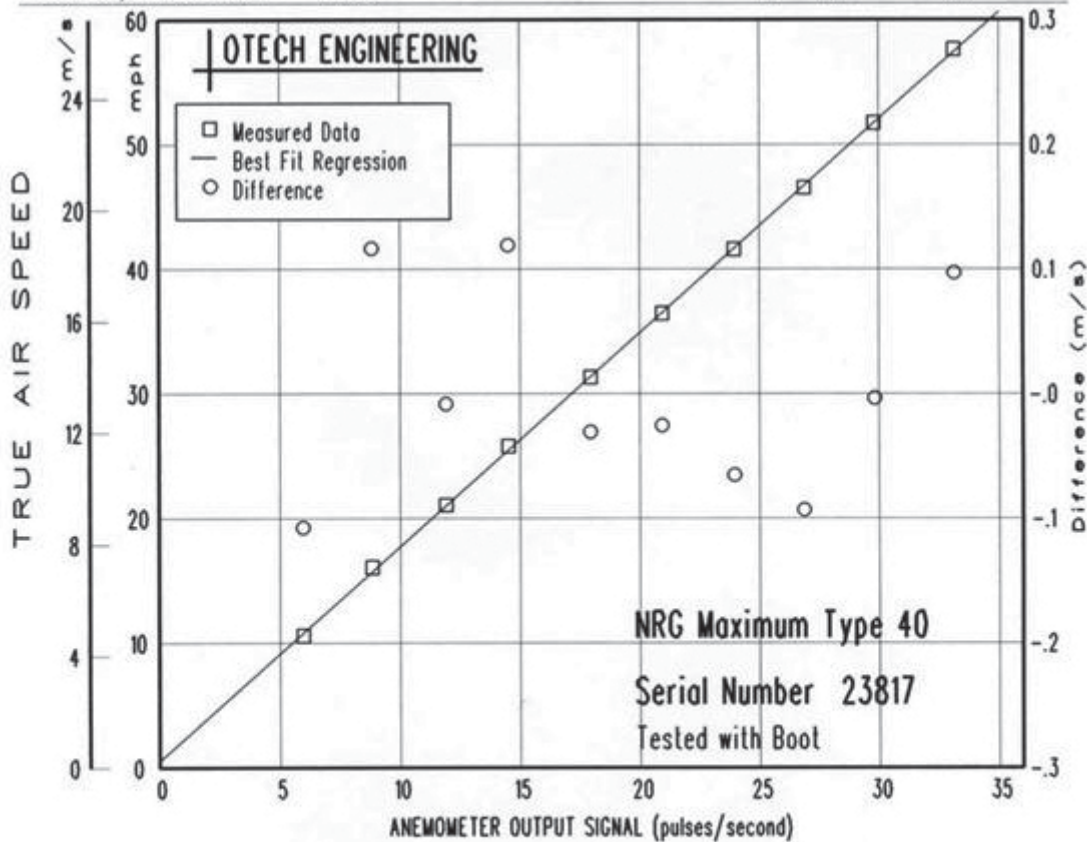 OTECH ENGINEERING
Measured Data
Best Fit Regression
Difference
TRUE AIR SPEED
m/s
24
20
16
12
8
4
0
mph
60
50
40
30
20
10
0
0.3
0.2
0.1
-.0
-.1
-.2
-.3
Difference (m/s)
NRG Maximum Type 40
Serial Number 23817
Tested with Boot
0 5 10 15 20 25 30 35
ANEMOMETER OUTPUT SIGNAL (pulses/second)